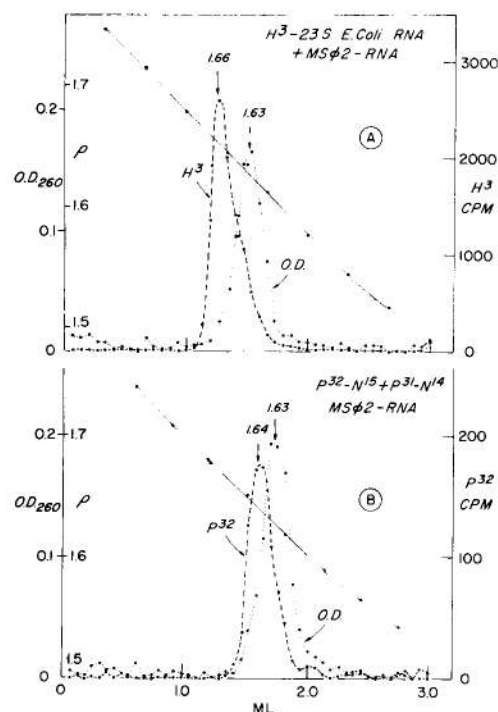 H³-23 S E. Coli RNA
+ MSφ2-RNA
3000
1.7
1.66
0.2
1.63
A
ρ
H³
2000
O.D.260
1.6
H³
CPM
0.1
O.D.
1000
1.5
0
0
P³²-N¹⁵+P³¹-N¹⁴
MSφ2-RNA
1.63
1.64
0.2
1.7
200
ρ
B
P³²
O.D.260
P³²
CPM
0.1
1.6
100
O.D.
1.5
0
0
0
1.0
2.0
3.0
ML.